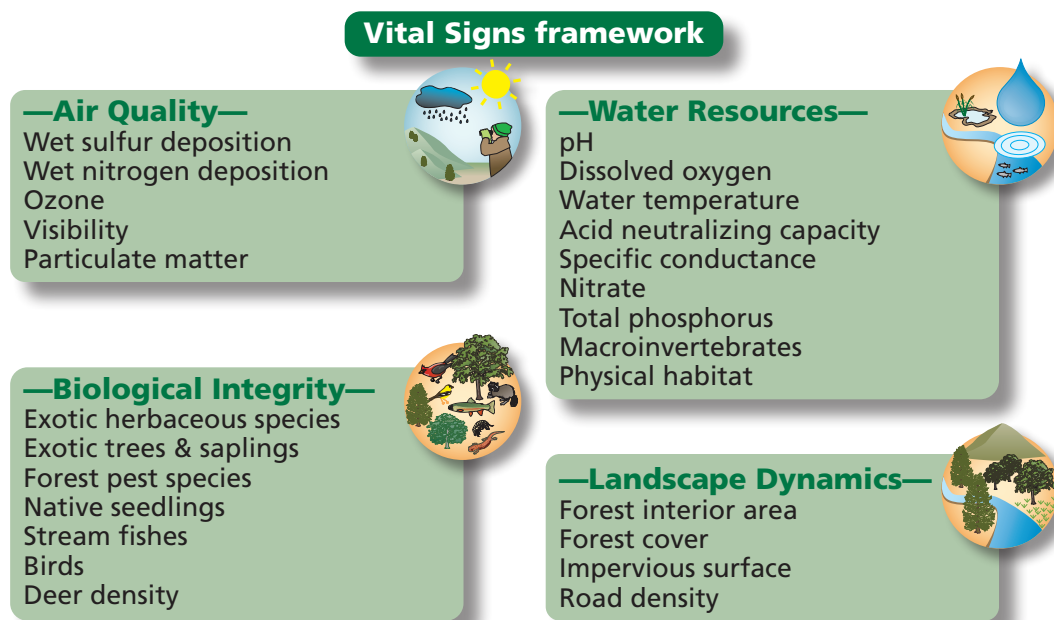 Vital Signs framework
—Air Quality—
Wet sulfur deposition
Wet nitrogen deposition
Ozone
Visibility
Particulate matter
—Water Resources—
pH
Dissolved oxygen
Water temperature
Acid neutralizing capacity
Specific conductance
Nitrate
Total phosphorus
Macroinvertebrates
Physical habitat
—Biological Integrity—
Exotic herbaceous species
Exotic trees & saplings
Forest pest species
Native seedlings
Stream fishes
Birds
Deer density
—Landscape Dynamics—
Forest interior area
Forest cover
Impervious surface
Road density